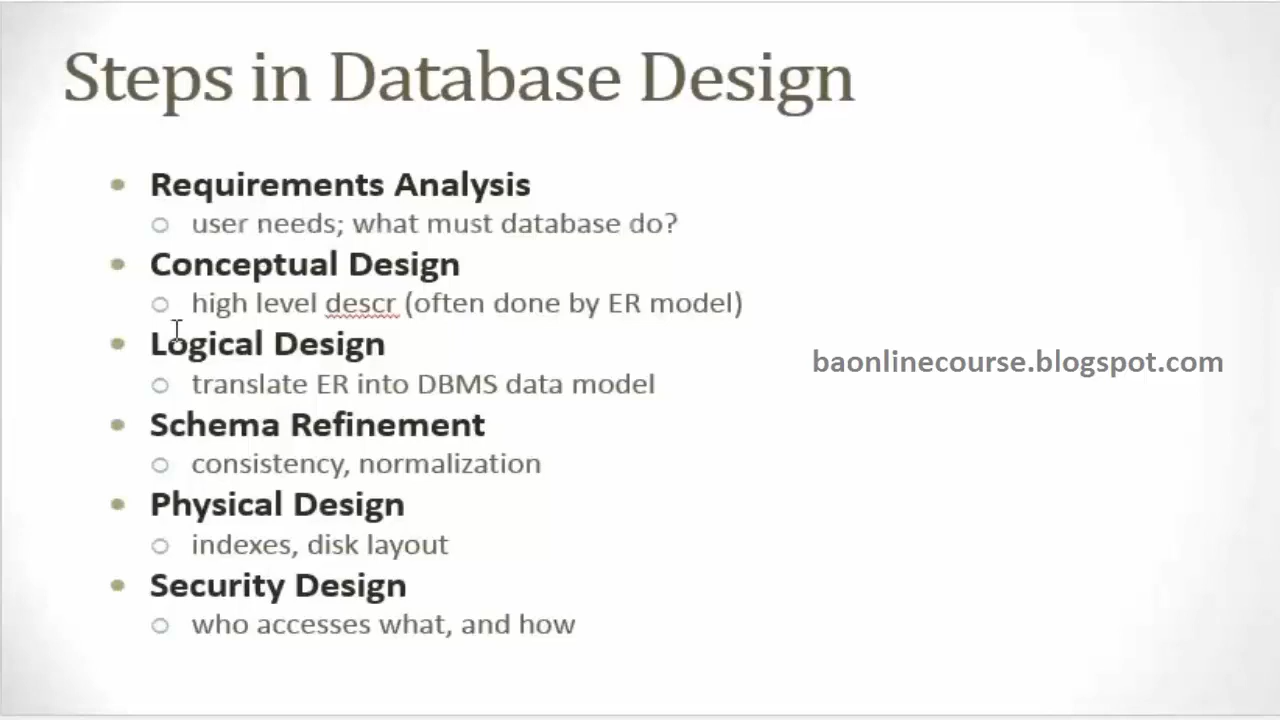 Steps in Database Design
Requirements Analysis
user needs; what must database do?
Conceptual Design
high level descr (often done by ER model)
Logical Design
translate ER into DBMS data model
Schema Refinement
consistency, normalization
Physical Design
indexes, disk layout
Security Design
who accesses what, and how
baonlinecourse.blogspot.com